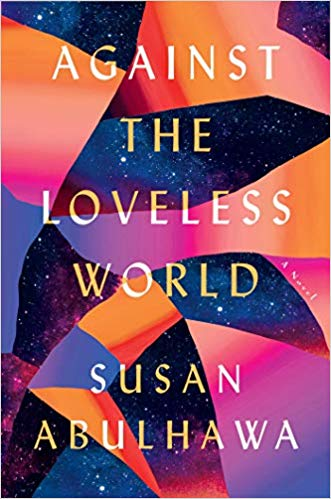 AGAINST
THE
LOVELESS
WORLD
A Novel
SUSAN
ABULHAWA